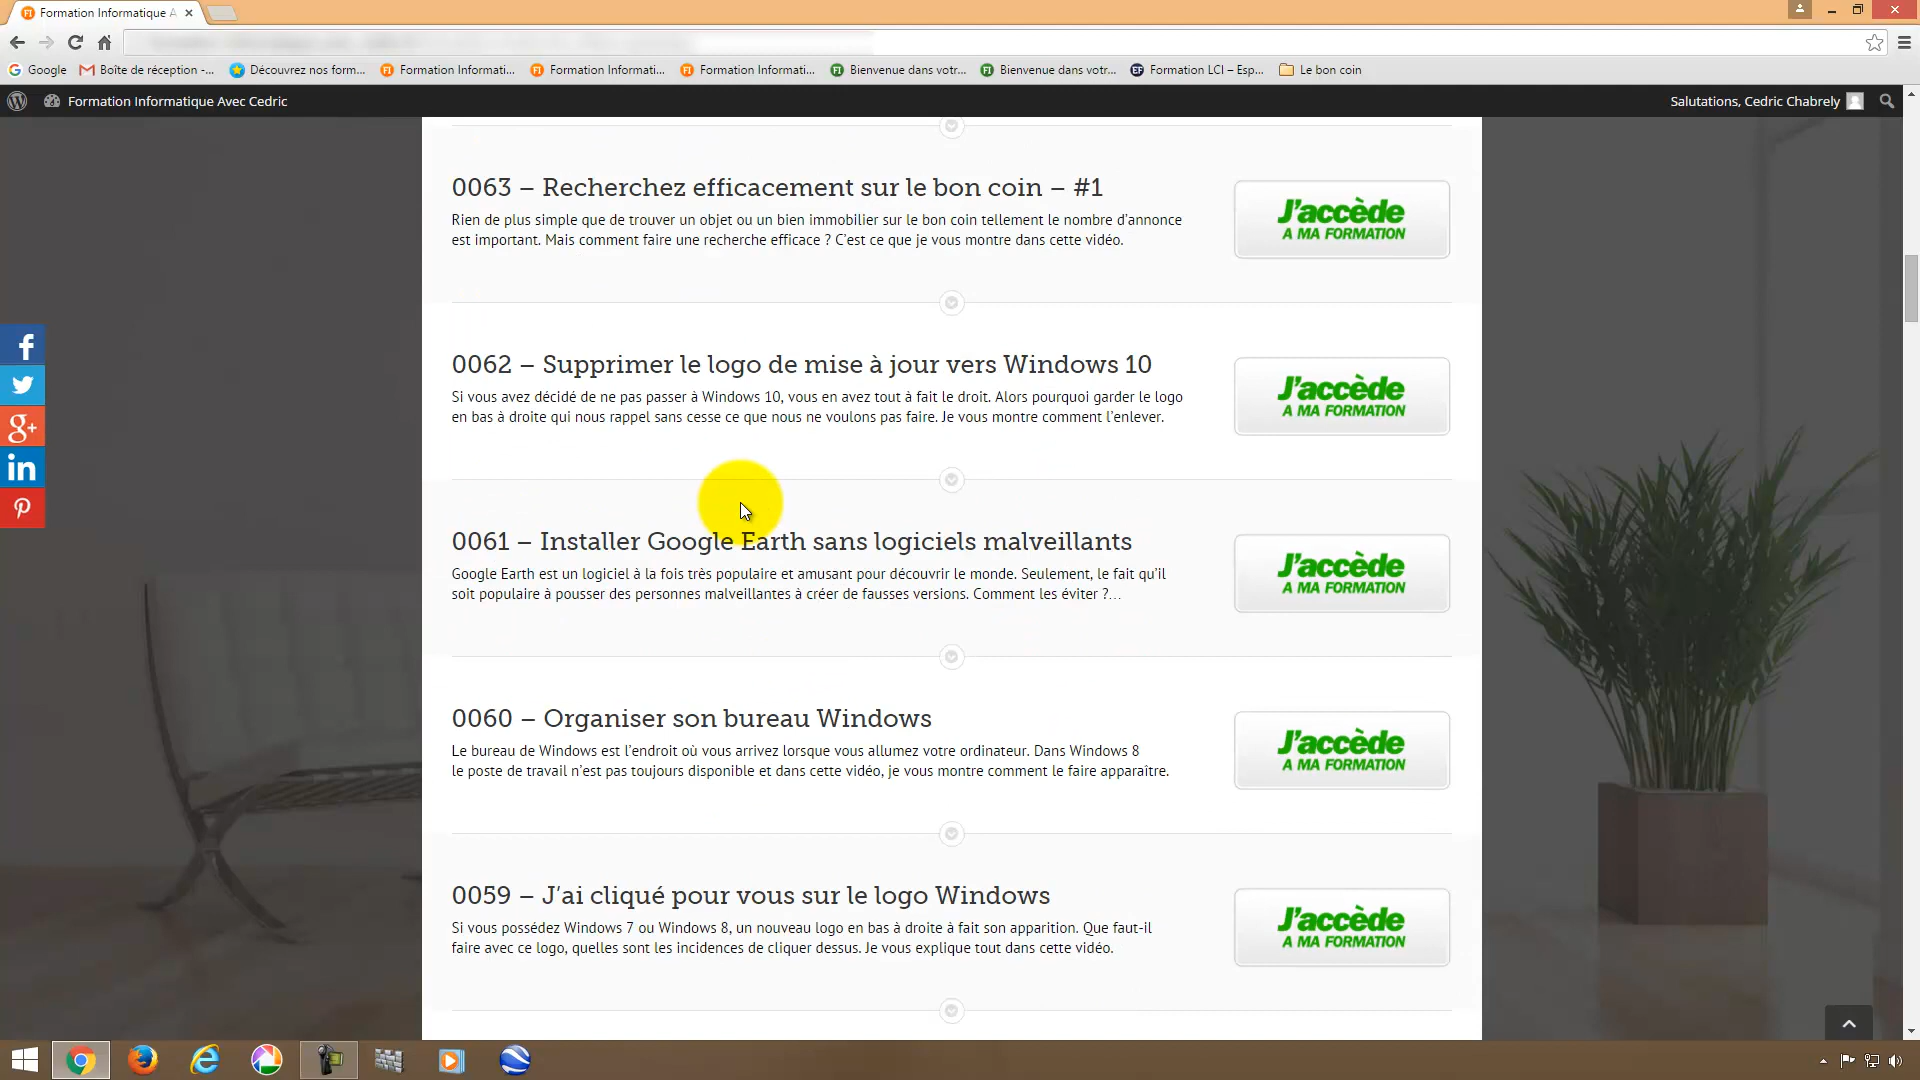 Formation Informatique A
Google
Boîte de réception -...
Découvrez nos form...
Formation Informati...
Formation Informati...
Formation Informati...
Bienvenue dans votr...
Bienvenue dans votr...
Formation LCI – Esp...
Le bon coin
Formation Informatique Avec Cedric
Salutations, Cedric Chabrely
0063 – Recherchez efficacement sur le bon coin – #1
Rien de plus simple que de trouver un objet ou un bien immobilier sur le bon coin tellement le nombre d'annonce
est important. Mais comment faire une recherche efficace ? C'est ce que je vous montre dans cette vidéo.
J'accède
A MA FORMATION
0062 – Supprimer le logo de mise à jour vers Windows 10
Si vous avez décidé de ne pas passer à Windows 10, vous en avez tout à fait le droit. Alors pourquoi garder le logo
en bas à droite qui nous rappel sans cesse ce que nous ne voulons pas faire. Je vous montre comment l'enlever.
J'accède
A MA FORMATION
0061 – Installer Google Earth sans logiciels malveillants
Google Earth est un logiciel à la fois très populaire et amusant pour découvrir le monde. Seulement, le fait qu'il
soit populaire à pousser des personnes malveillantes à créer de fausses versions. Comment les éviter ?...
J'accède
A MA FORMATION
0060 – Organiser son bureau Windows
Le bureau de Windows est l'endroit où vous arrivez lorsque vous allumez votre ordinateur. Dans Windows 8
le poste de travail n'est pas toujours disponible et dans cette vidéo, je vous montre comment le faire apparaître.
J'accède
A MA FORMATION
0059 – J'ai cliqué pour vous sur le logo Windows
Si vous possédez Windows 7 ou Windows 8, un nouveau logo en bas à droite à fait son apparition. Que faut-il
faire avec ce logo, quelles sont les incidences de cliquer dessus. Je vous explique tout dans cette vidéo.
J'accède
A MA FORMATION